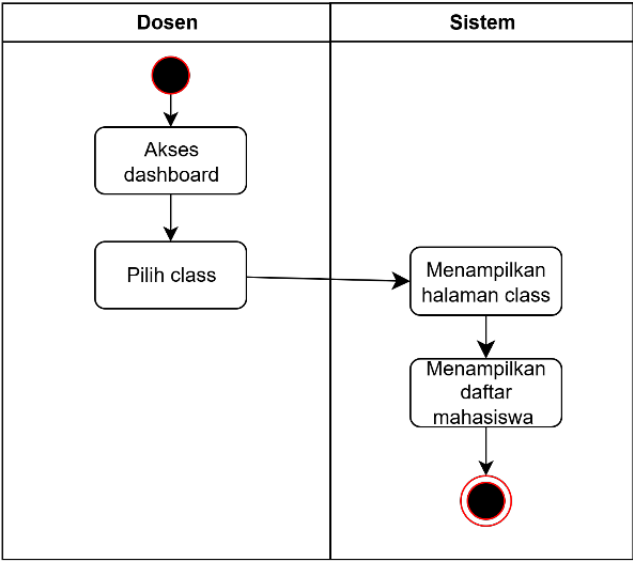 Dosen
Sistem
Akses
dashboard
Pilih class
Menampilkan
halaman class
Menampilkan
daftar
mahasiswa